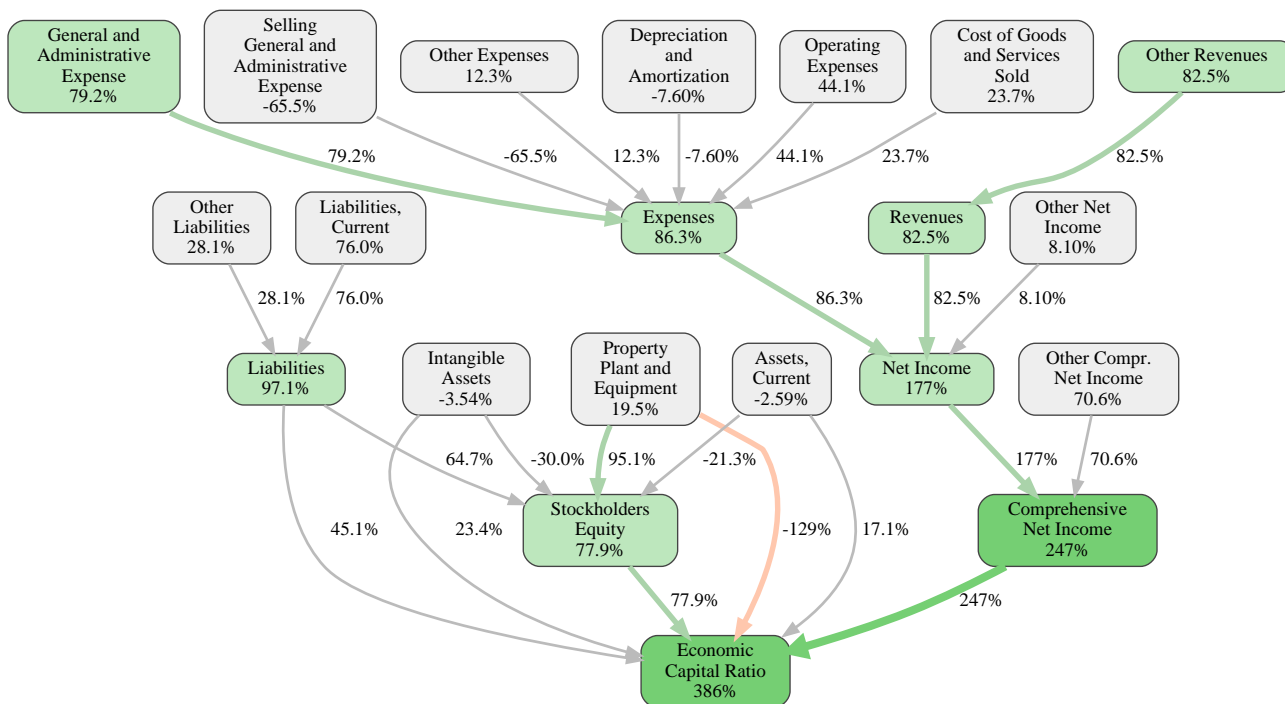 General and
Administrative
Expense
79.2%
Selling
General and
Administrative
Expense
-65.5%
Other Expenses
12.3%
Depreciation
and
Amortization
-7.60%
Operating
Expenses
44.1%
Cost of Goods
and Services
Sold
23.7%
Other Revenues
82.5%
79.2%
-65.5%
12.3%
-7.60%
44.1%
23.7%
82.5%
Other
Liabilities
28.1%
Liabilities,
Current
76.0%
Expenses
86.3%
Revenues
82.5%
Other Net
Income
8.10%
28.1%
76.0%
86.3%
82.5%
8.10%
Liabilities
97.1%
Intangible
Assets
-3.54%
Property
Plant and
Equipment
19.5%
Assets,
Current
-2.59%
Net Income
177%
Other Compr.
Net Income
70.6%
64.7%
-30.0%
95.1%
-21.3%
177%
70.6%
45.1%
23.4%
Stockholders
Equity
77.9%
-129%
17.1%
Comprehensive
Net Income
247%
77.9%
247%
Economic
Capital Ratio
386%